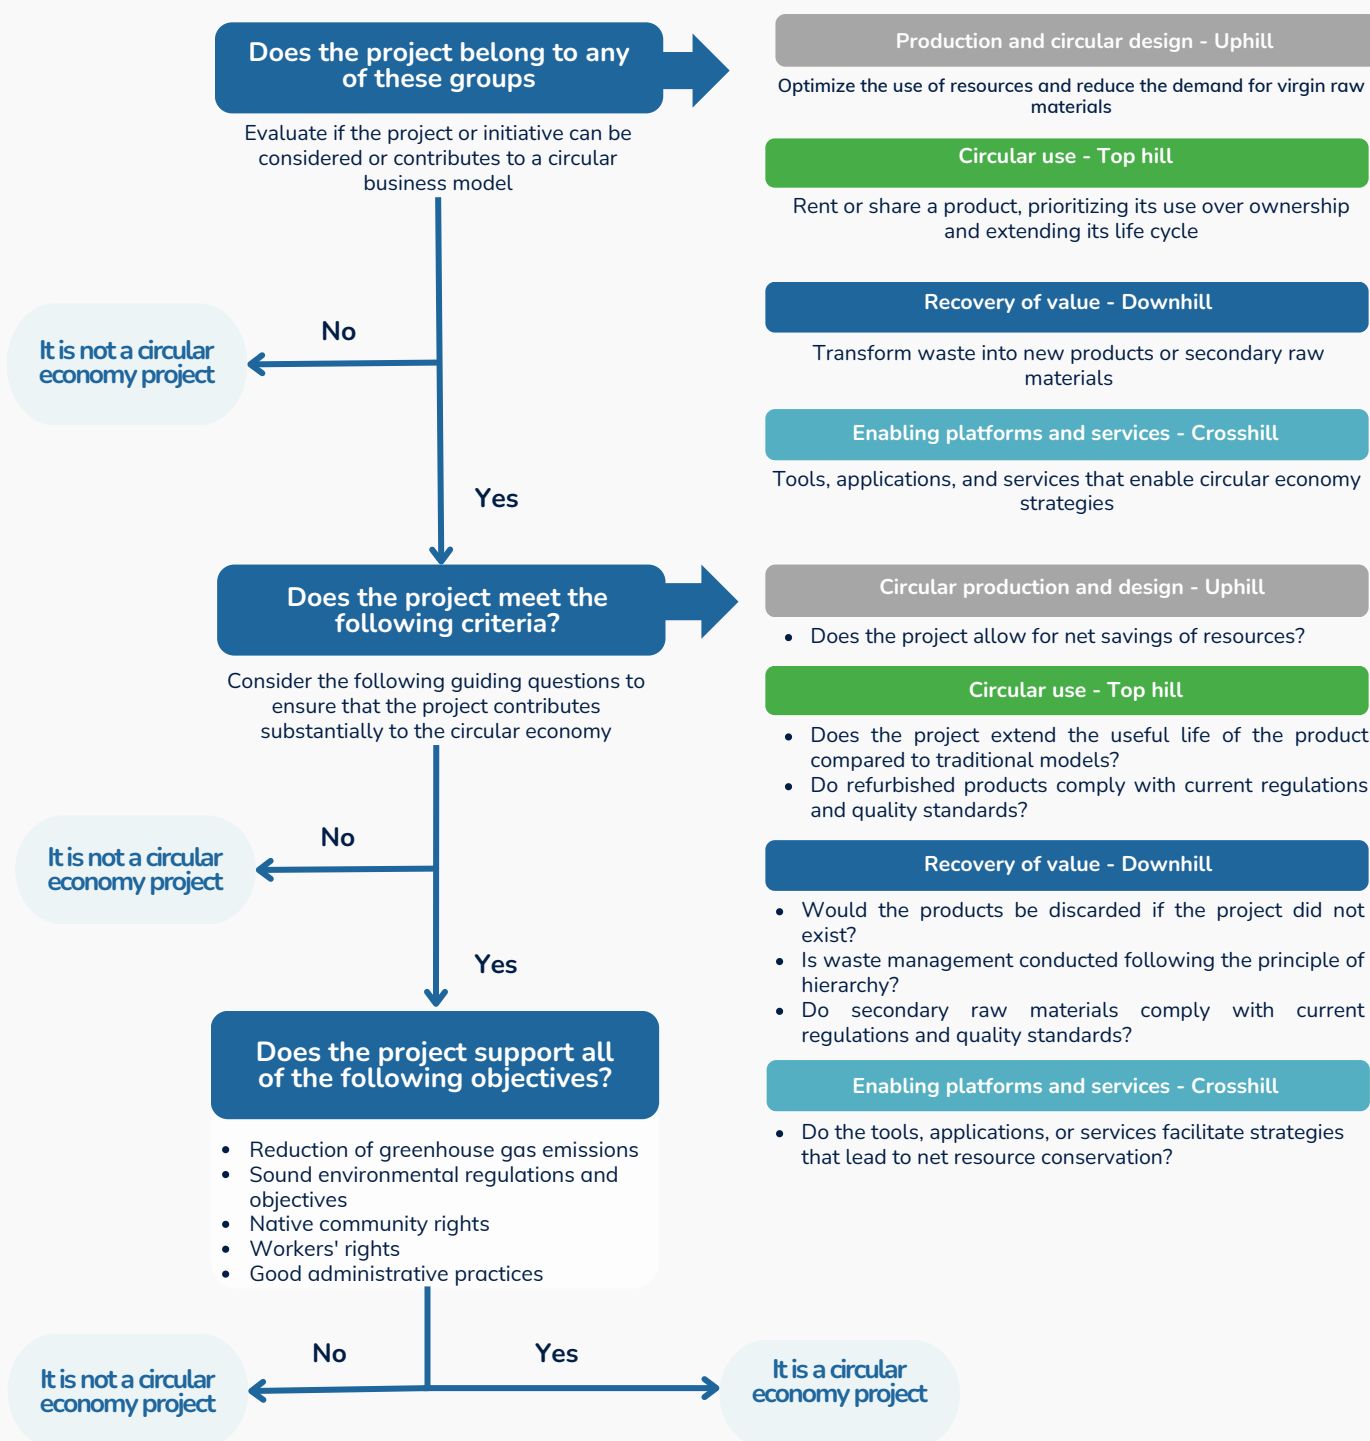 Does the project belong to any
of these groups
Evaluate if the project or initiative can be
considered or contributes to a circular
business model
Production and circular design - Uphill
Optimize the use of resources and reduce the demand for virgin raw
materials
Circular use - Top hill
Rent or share a product, prioritizing its use over ownership
and extending its life cycle
Recovery of value - Downhill
Transform waste into new products or secondary raw
materials
Enabling platforms and services - Crosshill
Tools, applications, and services that enable circular economy
strategies
No
It is not a circular
economy project
Yes
Does the project meet the
following criteria?
Consider the following guiding questions to
ensure that the project contributes
substantially to the circular economy
Circular production and design - Uphill
• Does the project allow for net savings of resources?
Circular use - Top hill
• Does the project extend the useful life of the product
compared to traditional models?
• Do refurbished products comply with current regulations
and quality standards?
Recovery of value - Downhill
• Would the products be discarded if the project did not
exist?
• Is waste management conducted following the principle of
hierarchy?
• Do secondary raw materials comply with current
regulations and quality standards?
Enabling platforms and services - Crosshill
• Do the tools, applications, or services facilitate strategies
that lead to net resource conservation?
No
It is not a circular
economy project
Yes
Does the project support all
of the following objectives?
• Reduction of greenhouse gas emissions
• Sound environmental regulations and
objectives
• Native community rights
• Workers' rights
• Good administrative practices
No
Yes
It is not a circular
economy project
It is a circular
economy project